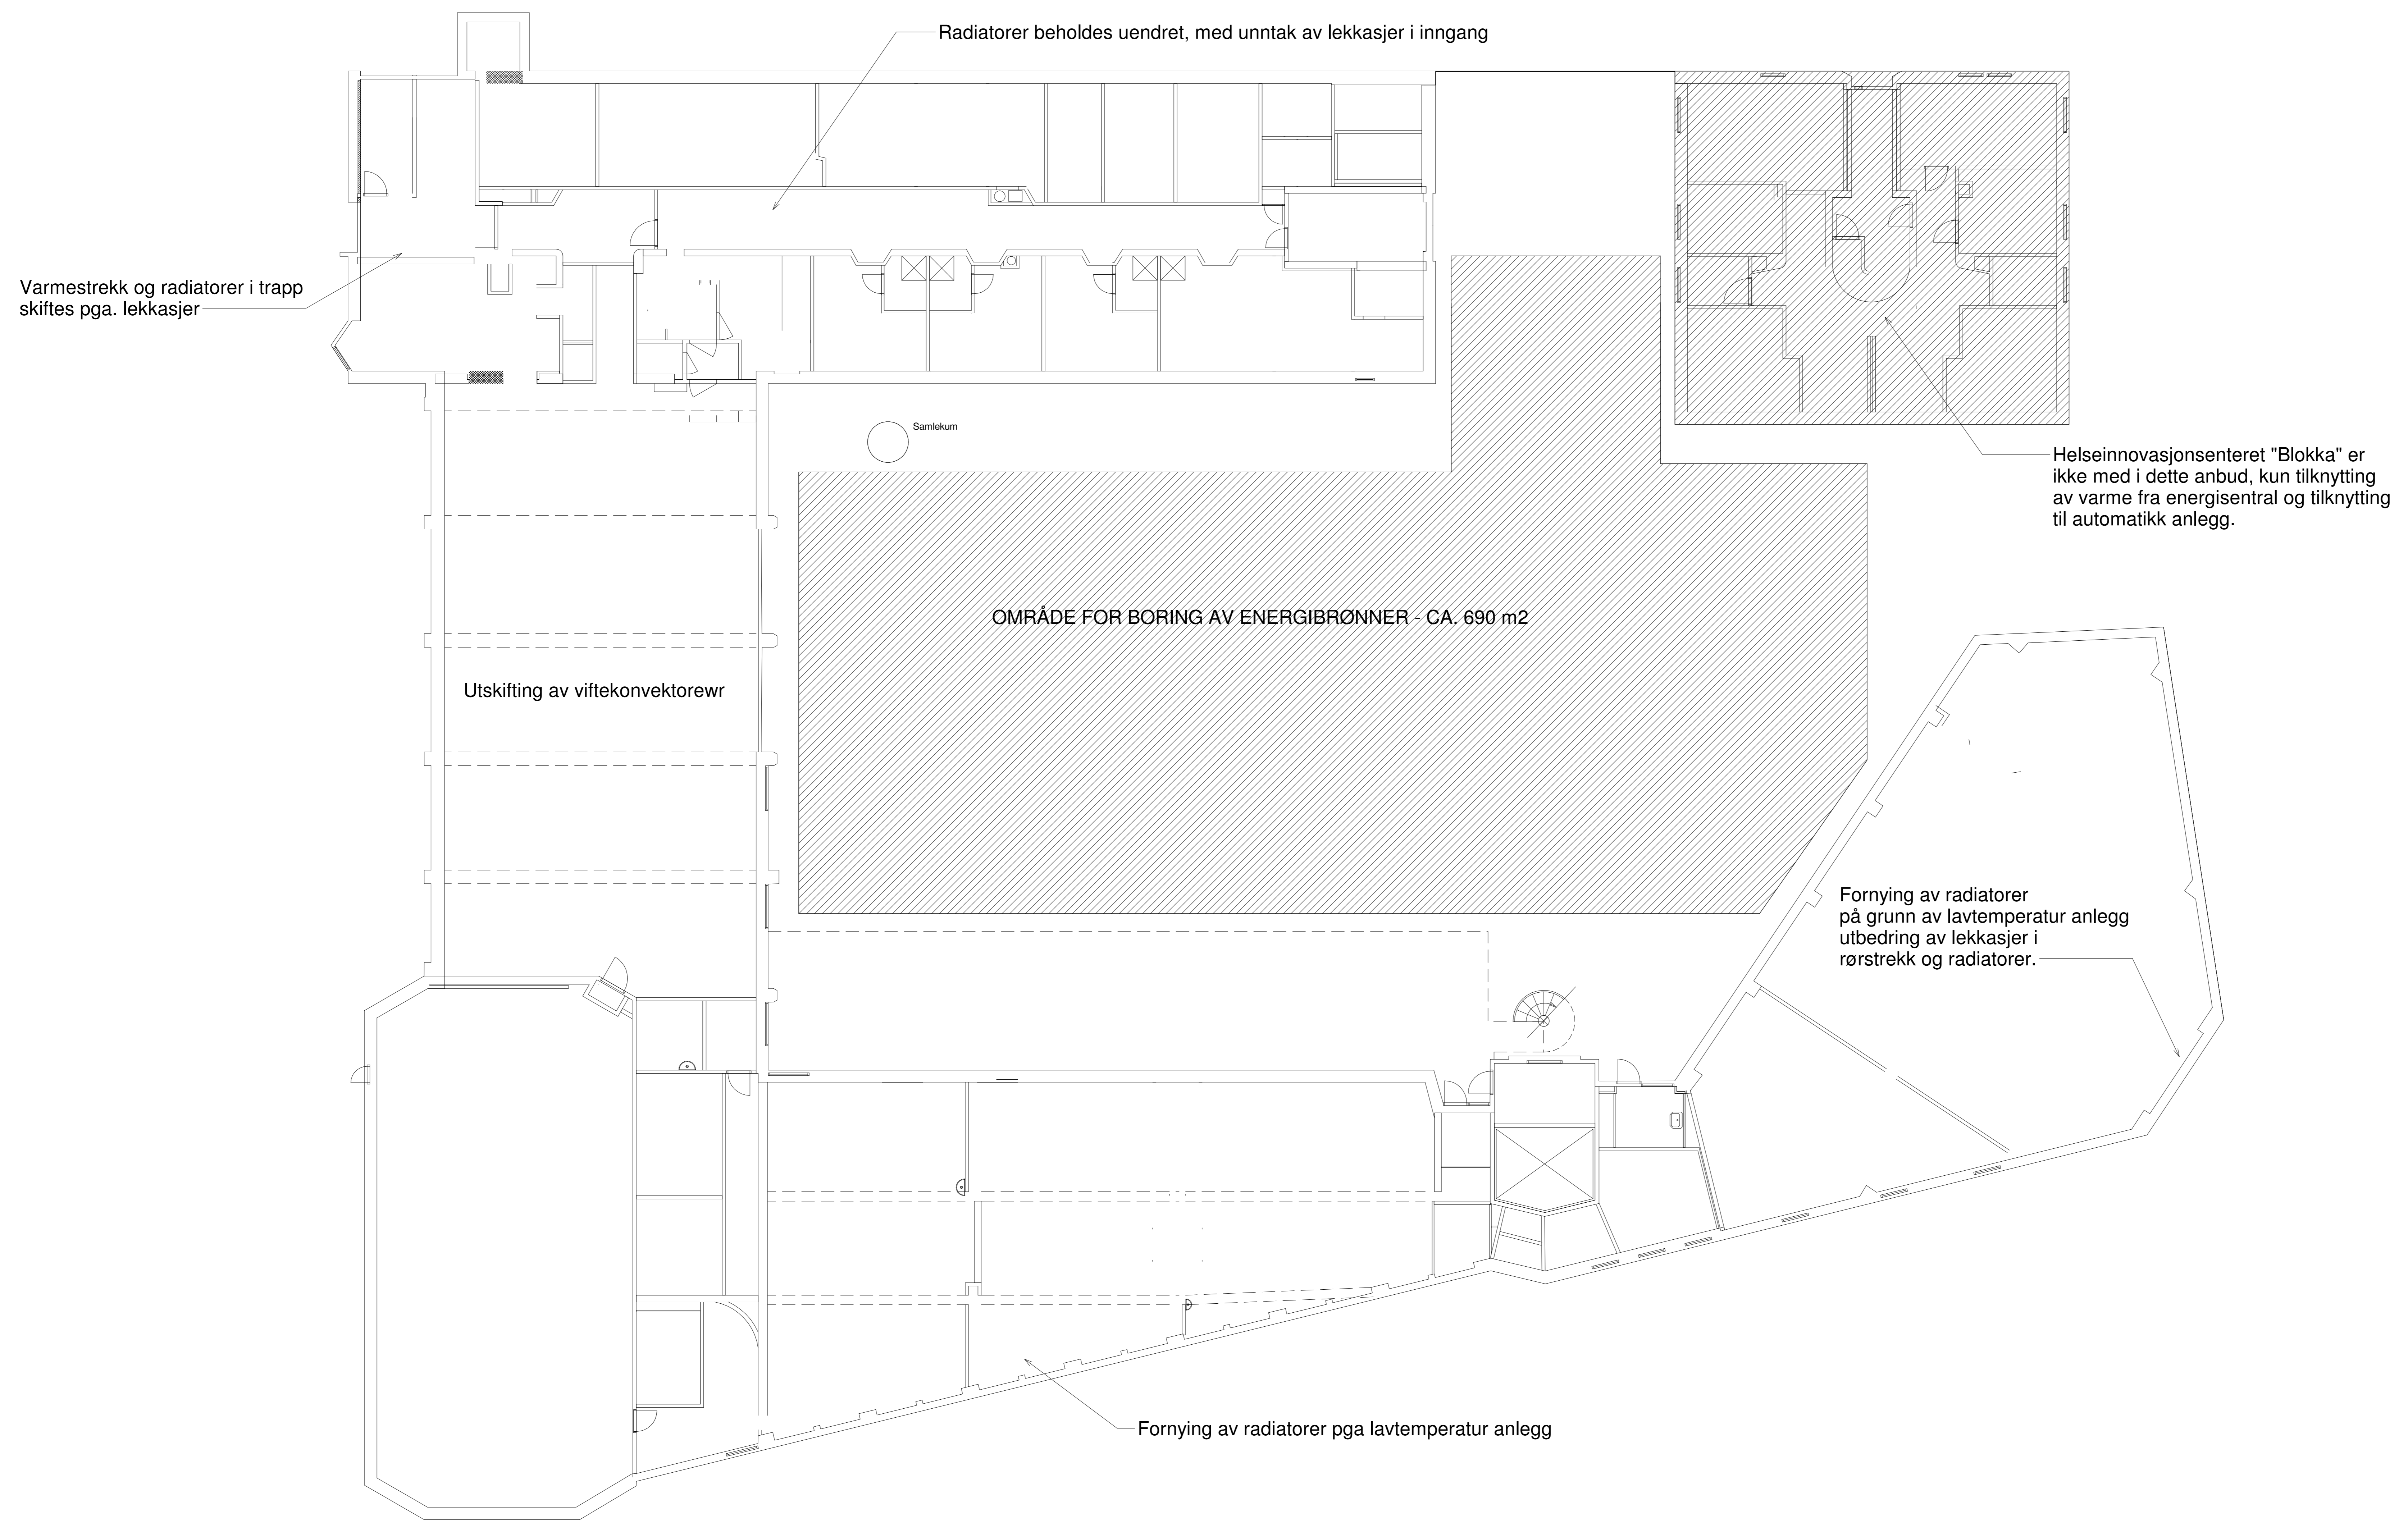 Radiatorer beholdes uendret, med unntak av lekkasjer i inngang
Varmestrekk og radiatorer i trapp
skiftes pga. lekkasjer
Samlekum
Helseinnovasjonsenteret "Blokka" er
ikke med i dette anbud, kun tilknytting
av varme fra energisentral og tilknytting
til automatikk anlegg.
OMRÅDE FOR BORING AV ENERGIBRØNNER - CA. 690 m2
Utskifting av viftekonvektorewr
Fornying av radiatorer
på grunn av lavtemperatur anlegg
utbedring av lekkasjer i
rørstrekk og radiatorer.
Fornying av radiatorer pga lavtemperatur anlegg